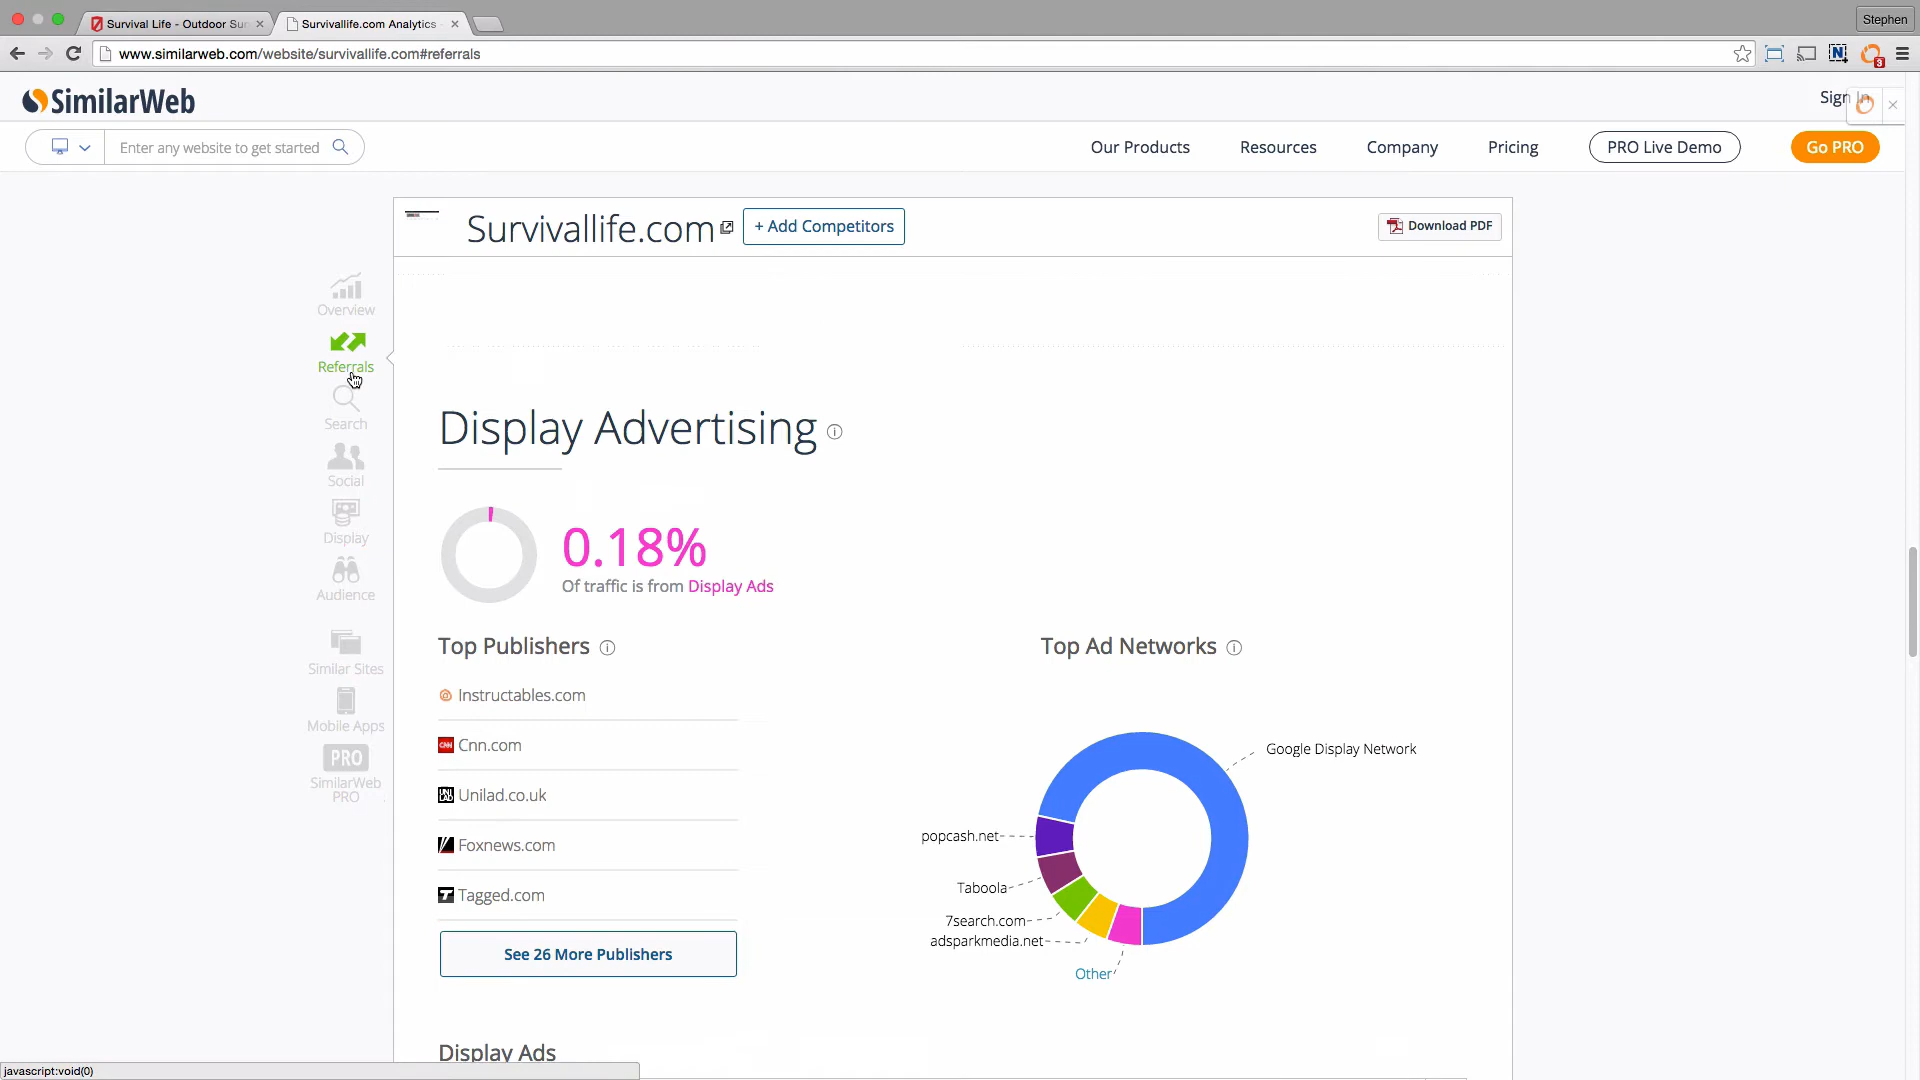 Survival Life - Outdoor Su
Survivallife.com Analytics
Stephen
www.similarweb.com/website/survivallife.com#referrals
N
3
SimilarWeb
Sign In
Enter any website to get started
Our Products
Resources
Company
Pricing
PRO Live Demo
Go PRO
Survivallife.com
+ Add Competitors
Download PDF
Overview
Referrals
Search
Social
Display
Audience
Similar Sites
Mobile Apps
PRO
SimilarWeb
PRO
Display Advertising
0.18%
Of traffic is from Display Ads
Top Publishers
Instructables.com
CNN Cnn.com
UNI LAD Unilad.co.uk
Foxnews.com
T Tagged.com
See 26 More Publishers
Top Ad Networks
Google Display Network
popcash.net
Taboola
7search.com
adsparkmedia.net
Other
Display Ads
javascript:void(0)